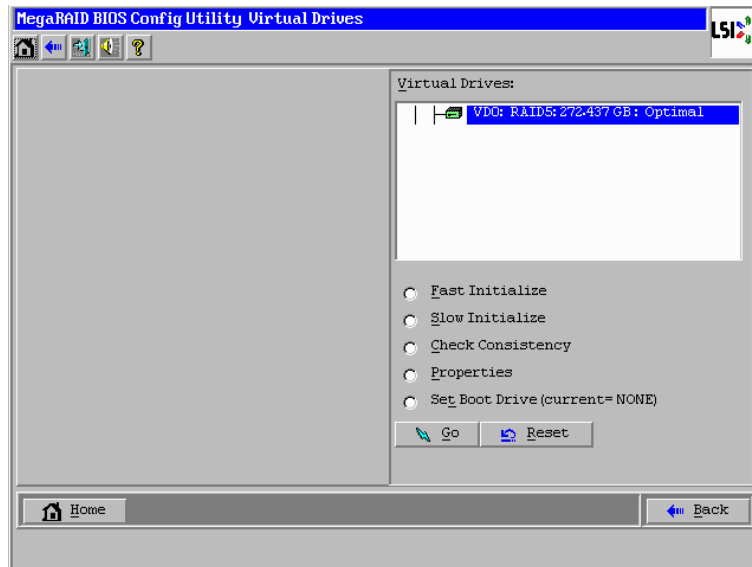 MegaRAID BIOS Config Utility Virtual Drives
LSI
?
Virtual Drives:
VD0: RAID5: 272.437 GB: Optimal
Fast Initialize
Slow Initialize
Check Consistency
Properties
Set Boot Drive (current= NONE)
Go Reset
Home Back